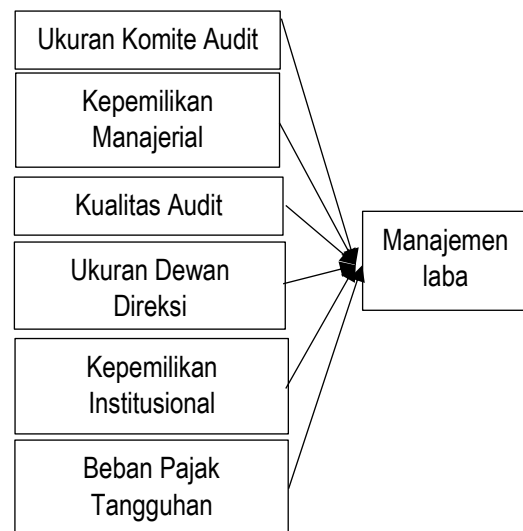 Ukuran Komite Audit
Kepemilikan
Manajerial
Kualitas Audit
Ukuran Dewan
Direksi
Kepemilikan
Institusional
Beban Pajak
Tangguhan
Manajemen
laba